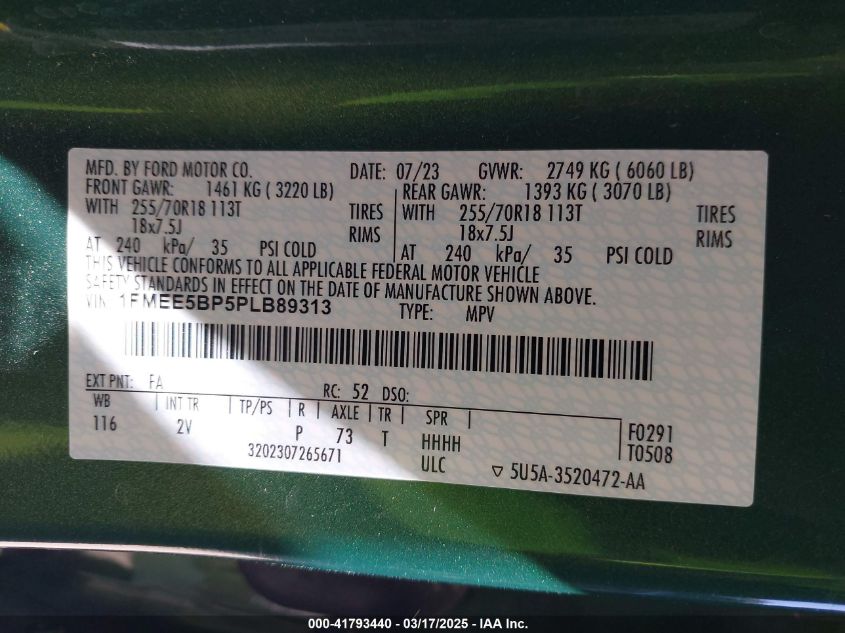 MFD. BY FORD MOTOR CO. DATE: 07/23 GVWR: 2749 KG ( 6060 LB)
FRONT GAWR: 1461 KG ( 3220 LB) REAR GAWR: 1393 KG ( 3070 LB)
WITH 255/70R18 113T TIRES WITH 255/70R18 113T TIRES
18x7.5J RIMS 18x7.5J RIMS
AT 240 kPa/ 35 PSI COLD AT 240 kPa/ 35 PSI COLD
THIS VEHICLE CONFORMS TO ALL APPLICABLE FEDERAL MOTOR VEHICLE
SAFETY STANDARDS IN EFFECT ON THE DATE OF MANUFACTURE SHOWN ABOVE.
VIN: 1FMEE5BP5PLB89313 TYPE: MPV
EXT PNT: FA RC: 52 DSO:
WB INT TR TP/PS R AXLE TR SPR F0291
116 2V P 73 T HHHH T0508
3202307265671 ULC ▽ 5U5A-3520472-AA
000-41793440 - 03/17/2025 - IAA Inc.